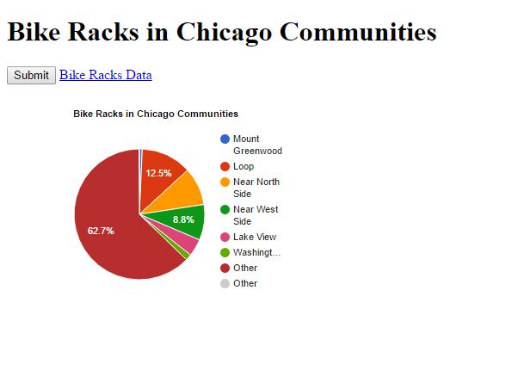 Bike Racks in Chicago Communities
Submit Bike Racks Data
Bike Racks in Chicago Communities
Mount
Greenwood
Loop
Near North
Side
Near West
Side
Lake View
Washingt...
Other
Other
12.5%
8.8%
62.7%